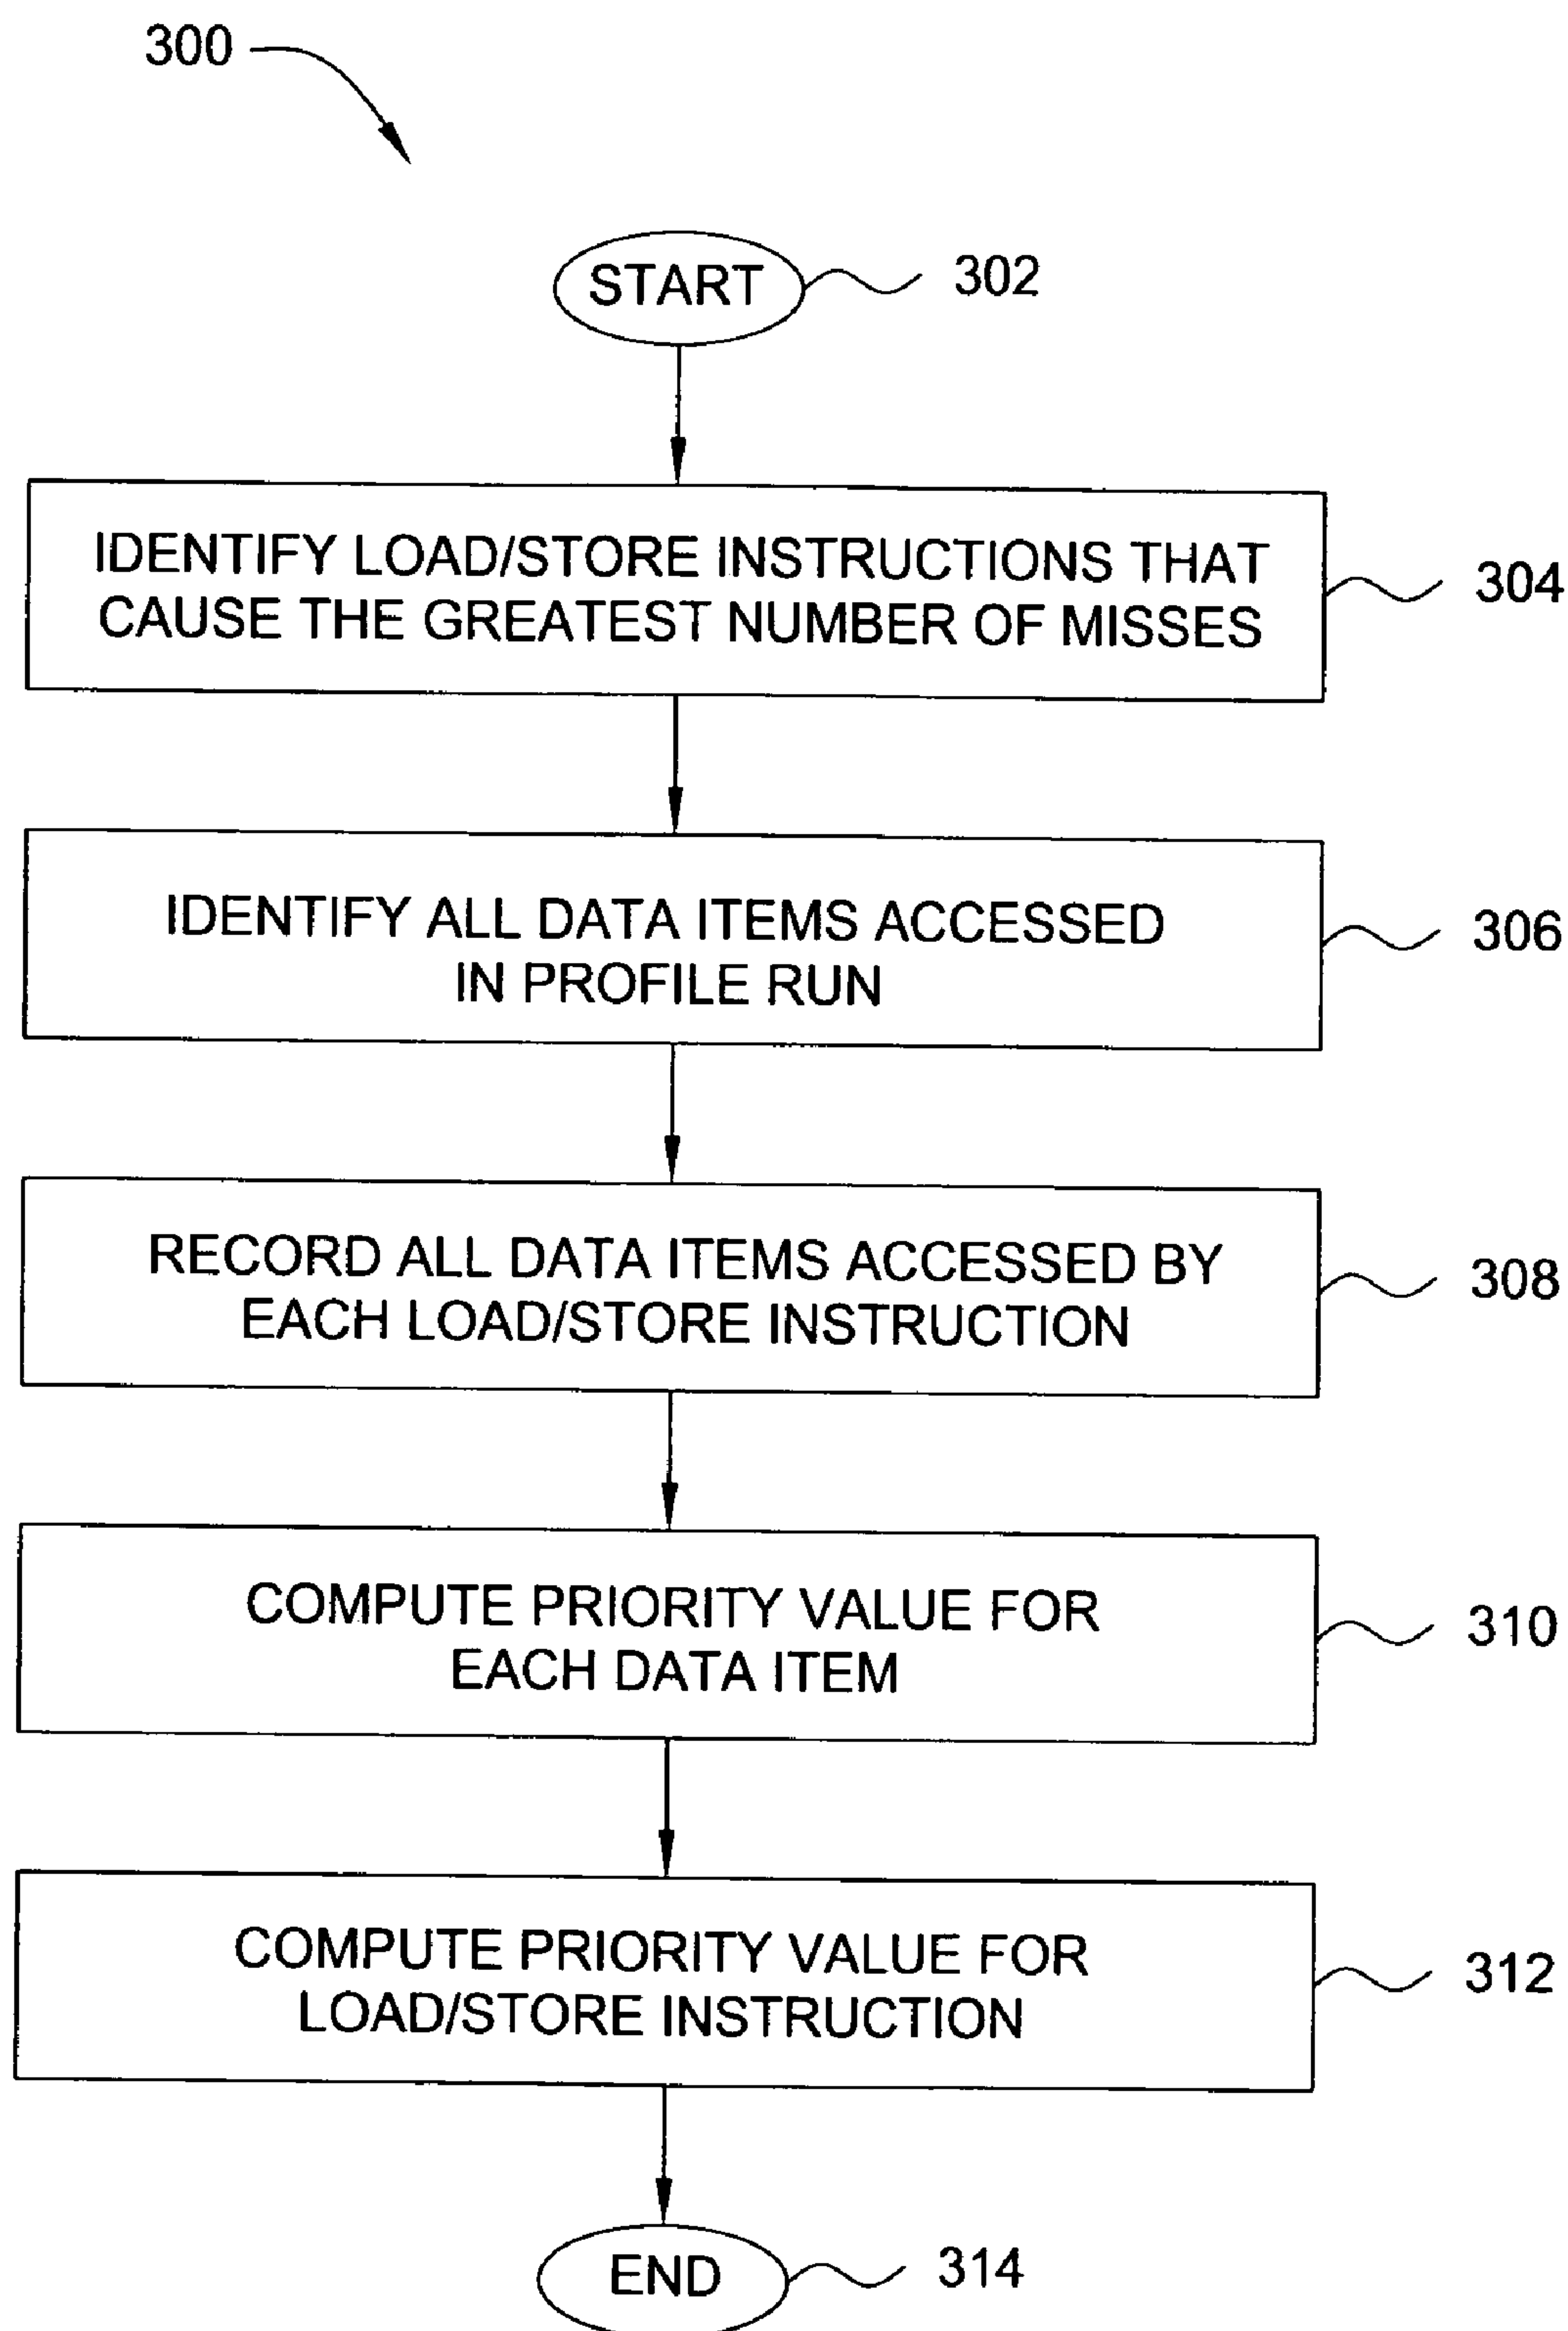 300
START
302
IDENTIFY LOAD/STORE INSTRUCTIONS THAT
CAUSE THE GREATEST NUMBER OF MISSES
304
IDENTIFY ALL DATA ITEMS ACCESSED
IN PROFILE RUN
306
RECORD ALL DATA ITEMS ACCESSED BY
EACH LOAD/STORE INSTRUCTION
308
COMPUTE PRIORITY VALUE FOR
EACH DATA ITEM
310
COMPUTE PRIORITY VALUE FOR
LOAD/STORE INSTRUCTION
312
END
314